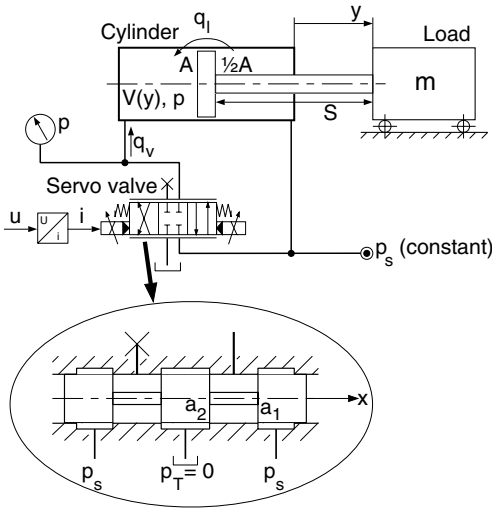 y
q_l
Cylinder
Load
A
½A
m
V(y), p
S
p
q_v
Servo valve
u
U
i
i
p_s (constant)
a_2
a_1
x
p_s
p_T = 0
p_s